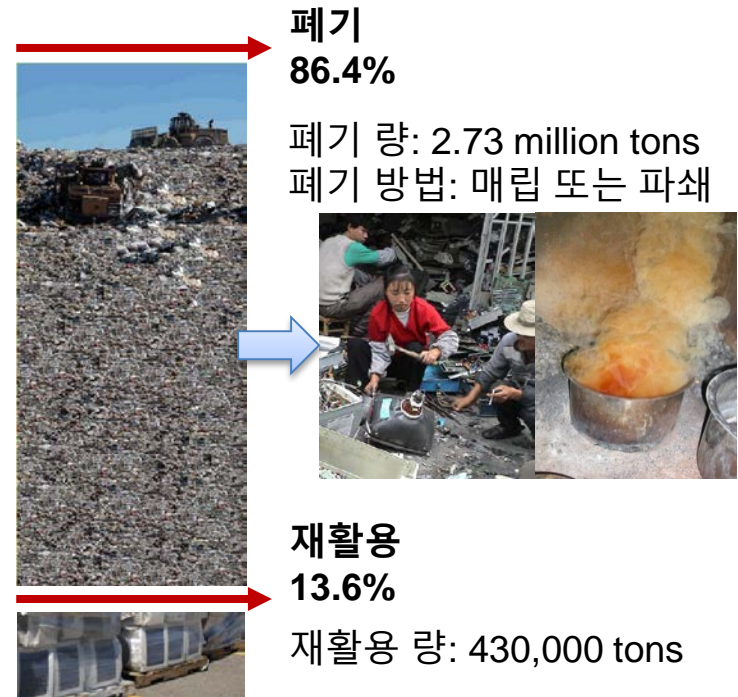 폐기
86.4%
폐기 량: 2.73 million tons
폐기 방법: 매립 또는 파쇄
재활용
13.6%
재활용 량: 430,000 tons